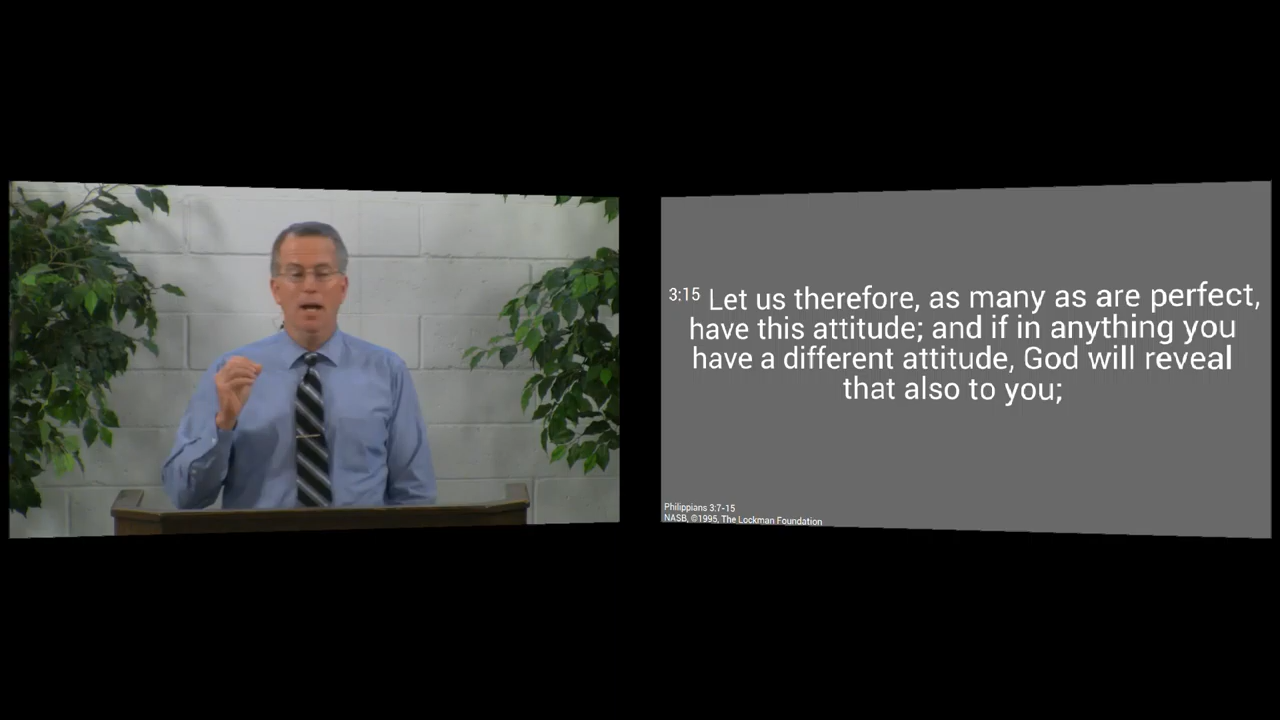 3:15 Let us therefore, as many as are perfect,
have this attitude; and if in anything you
have a different attitude, God will reveal
that also to you;
Philippians 3:7-15
NASB, ©1995, The Lockman Foundation